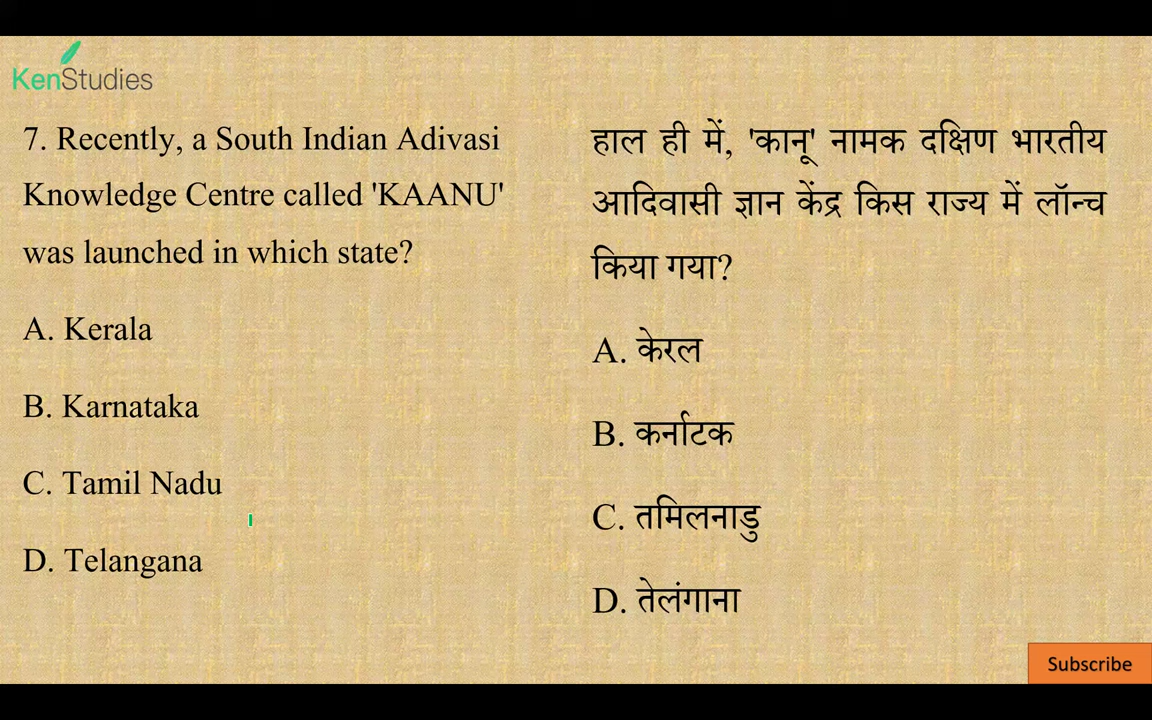 KenStudies
7. Recently, a South Indian Adivasi
Knowledge Centre called 'KAANU'
was launched in which state?
A. Kerala
B. Karnataka
C. Tamil Nadu
D. Telangana
हाल ही में, 'कानू' नामक दक्षिण भारतीय
आदिवासी ज्ञान केंद्र किस राज्य में लॉन्च
किया गया?
A. केरल
B. कर्नाटक
C. तमिलनाडु
D. तेलंगाना
Subscribe